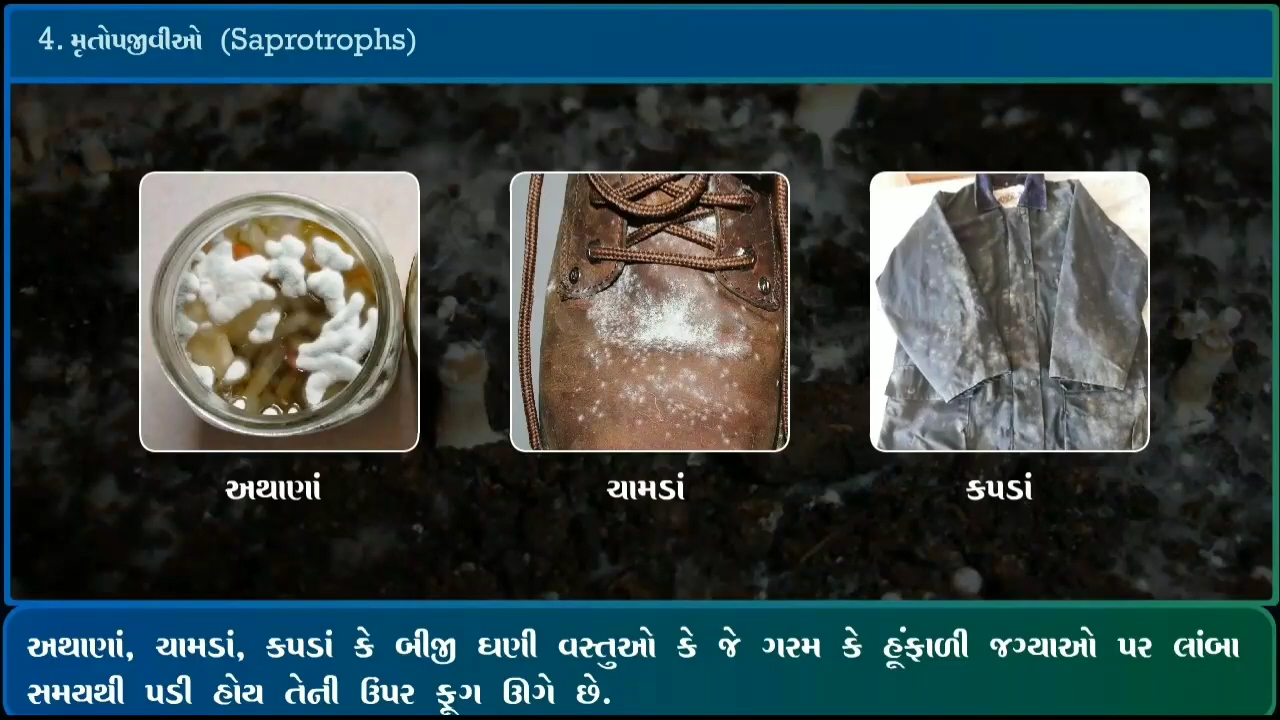 4. મૃતોપજીવીઓ (Saprotrophs)
અથાણાં
ચામડાં
કપડાં
અથાણાં, ચામડાં, કપડાં કે બીજી ઘણી વસ્તુઓ કે જે ગરમ કે હૂંફાળી જગ્યાઓ પર લાંબા
સમયથી પડી હોય તેની ઉપર ફૂગ ઊગે છે.